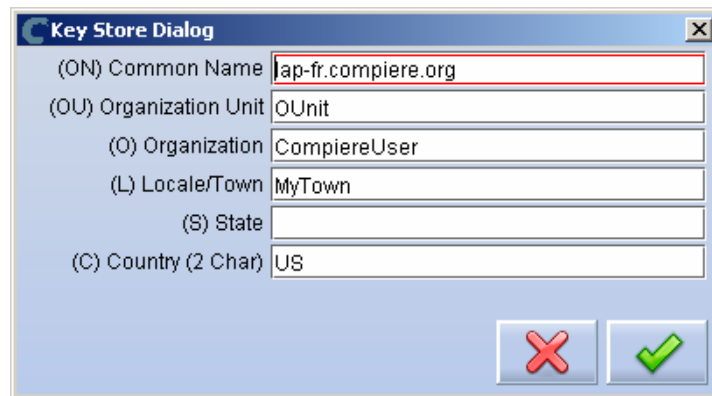 Key Store Dialog
(ON) Common Name lap-fr.compiere.org
(OU) Organization Unit OUnit
(O) Organization CompiereUser
(L) Locale/Town MyTown
(S) State
(C) Country (2 Char) US